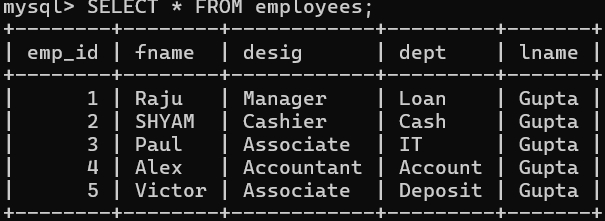 mysql> SELECT * FROM employees;
+--------+--------+------------+---------+-------+
| emp_id | fname  | desig      | dept    | lname |
+--------+--------+------------+---------+-------+
|      1 | Raju   | Manager    | Loan    | Gupta |
|      2 | SHYAM  | Cashier    | Cash    | Gupta |
|      3 | Paul   | Associate  | IT      | Gupta |
|      4 | Alex   | Accountant | Account | Gupta |
|      5 | Victor | Associate  | Deposit | Gupta |
+--------+--------+------------+---------+-------+